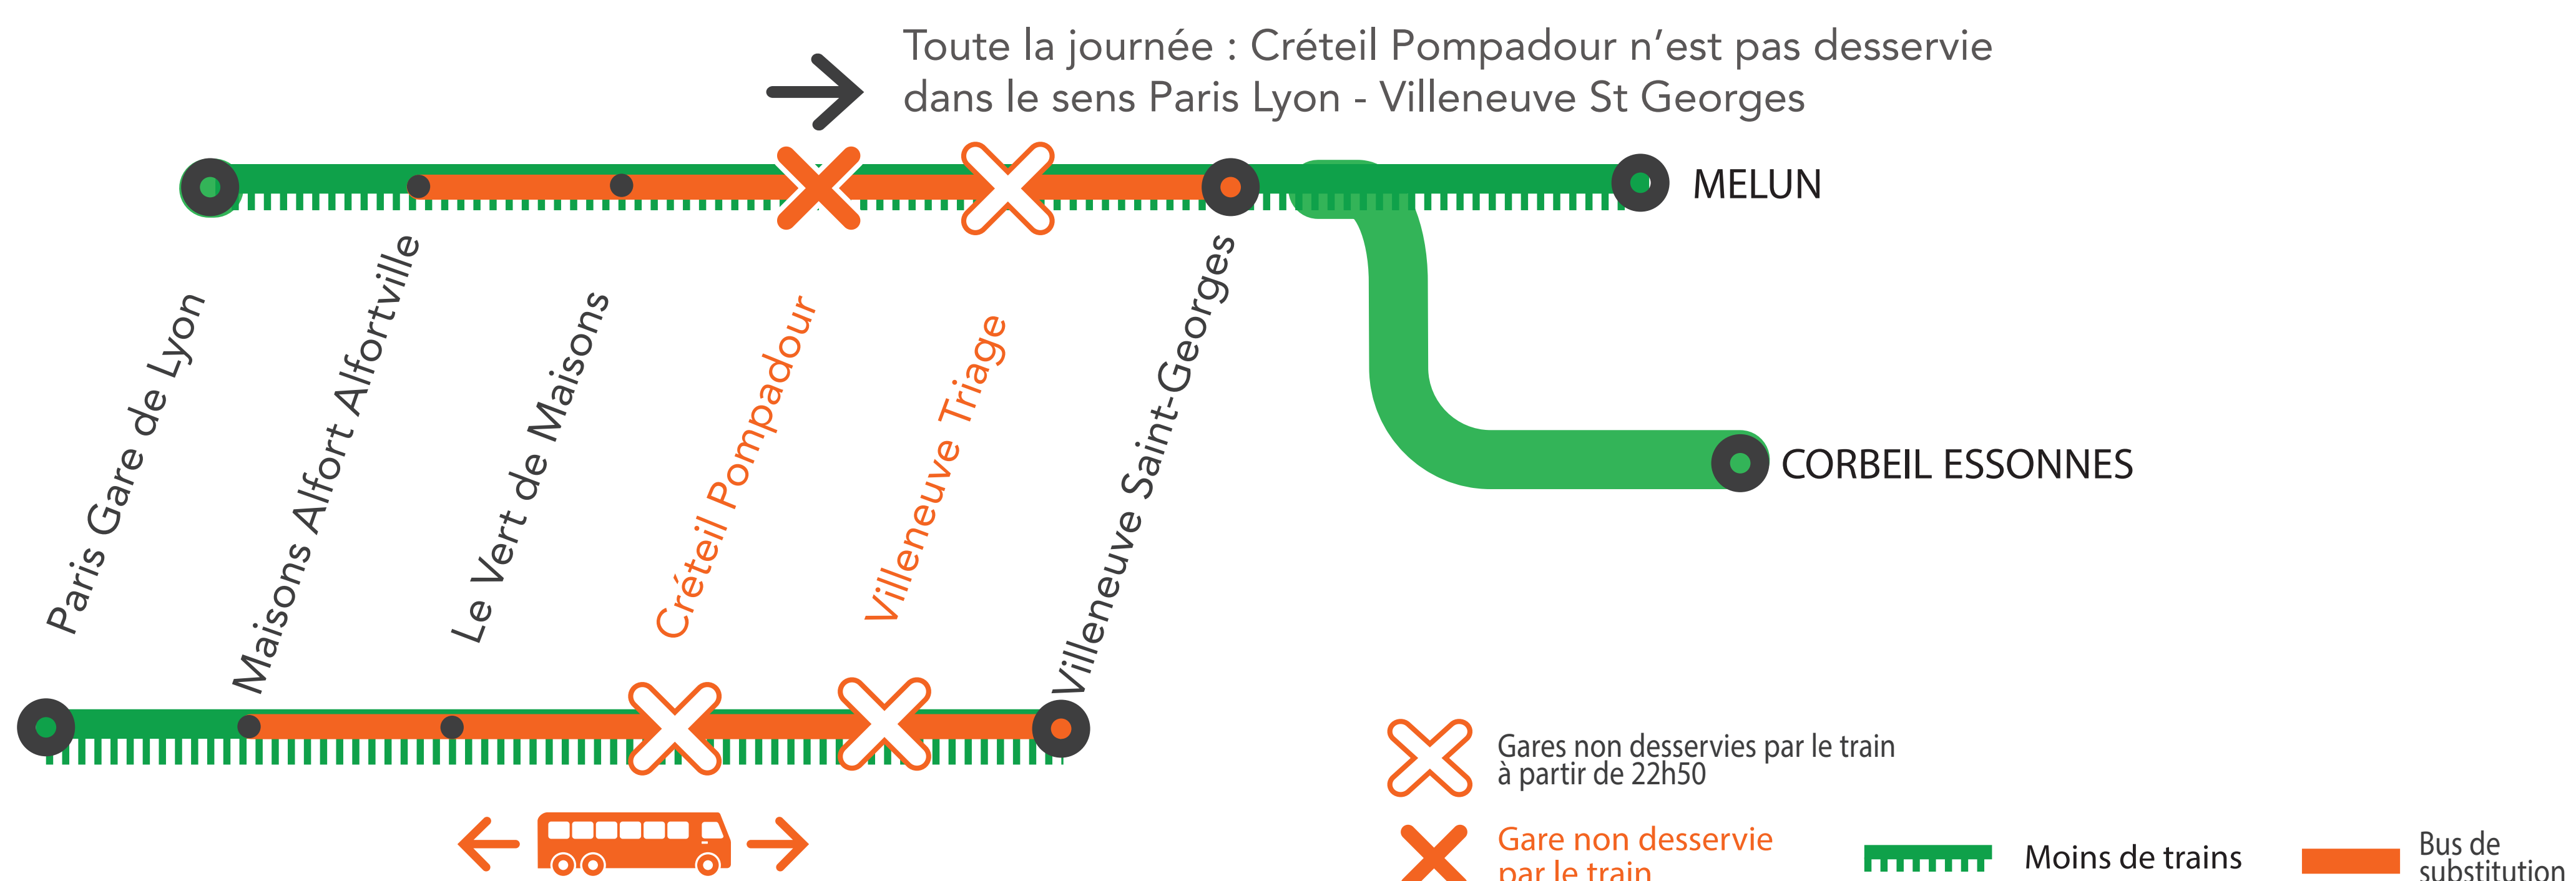 Toute la journée : Créteil Pompadour n’est pas desservie
dans le sens Paris Lyon - Villeneuve St Georges
MELUN
CORBEIL ESSONNES
Paris Gare de Lyon
Maisons Alfort Alfortville
Le Vert de Maisons
Créteil Pompadour
Villeneuve Triage
Villeneuve Saint-Georges
Gares non desservies par le train
à partir de 22h50
Gare non desservie
par le train
Moins de trains
Bus de
substitution